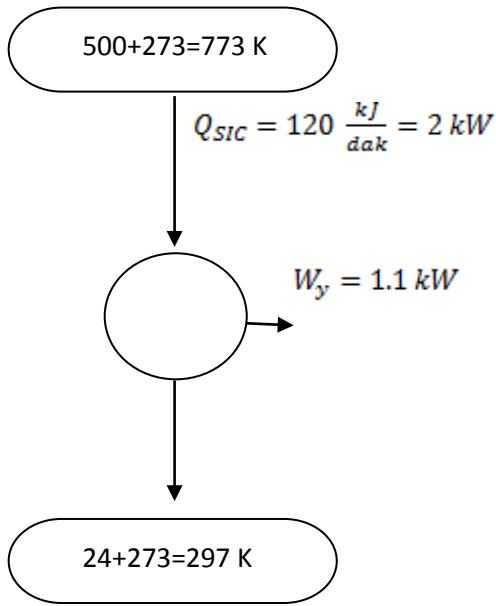 500+273=773 K
Q_SIC = 120 kJ/dak = 2 kW
W_y = 1.1 kW
24+273=297 K